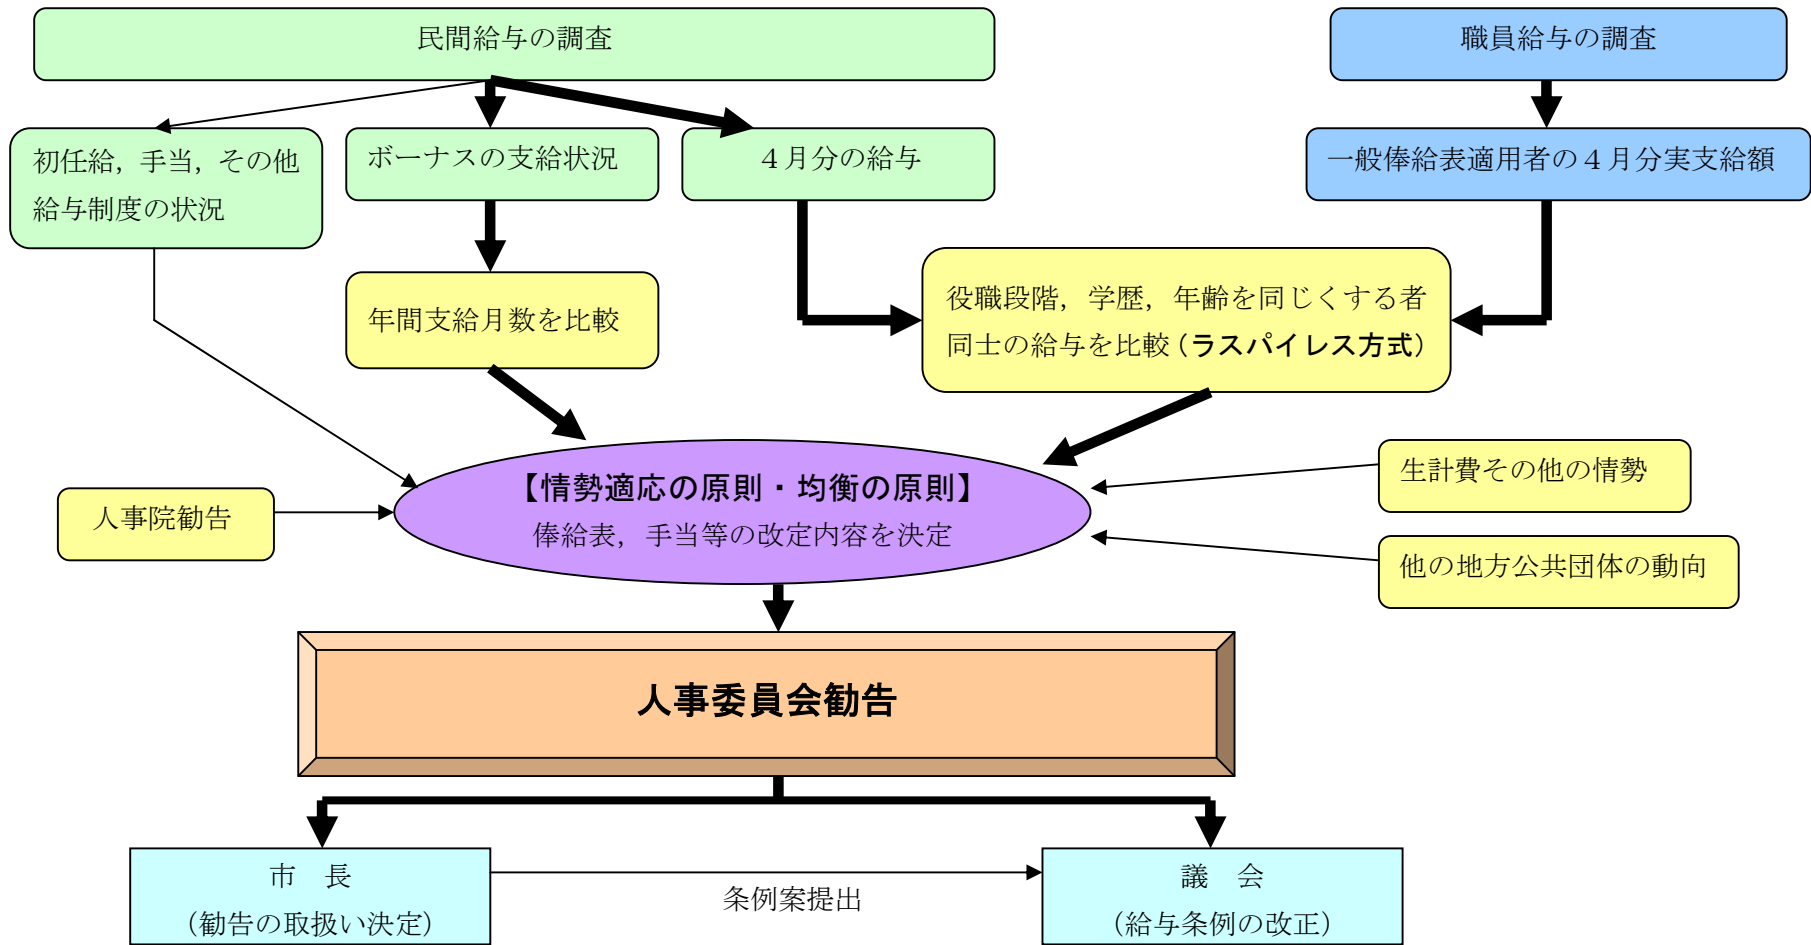 民間給与の調査
職員給与の調査
初任給，手当，その他
給与制度の状況
ボーナスの支給状況
４月分の給与
一般俸給表適用者の４月分実支給額
年間支給月数を比較
役職段階，学歴，年齢を同じくする者
同士の給与を比較（ラスパイレス方式）
【情勢適応の原則・均衡の原則】
俸給表，手当等の改定内容を決定
人事院勧告
生計費その他の情勢
他の地方公共団体の動向
人事委員会勧告
市　長
（勧告の取扱い決定）
条例案提出
議　会
（給与条例の改正）